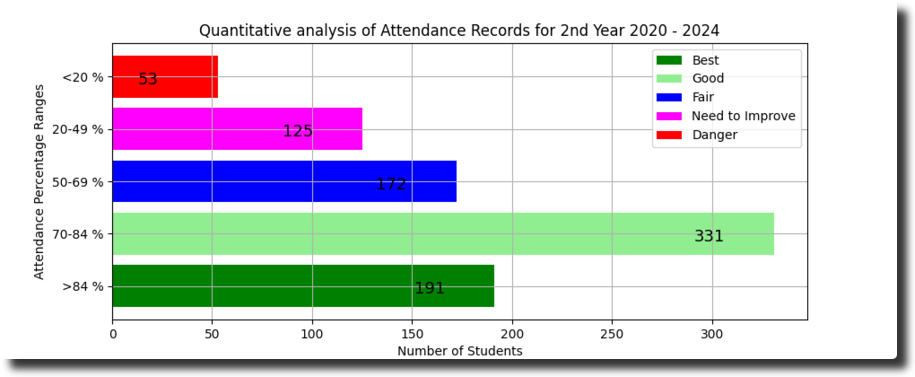 Quantitative analysis of Attendance Records for 2nd Year 2020 - 2024
Best
Good
Fair
Need to Improve
Danger
Attendance Percentage Ranges
<20 %
53
20-49 %
125
50-69 %
172
70-84 %
331
>84 %
191
0 50 100 150 200 250 300
Number of Students